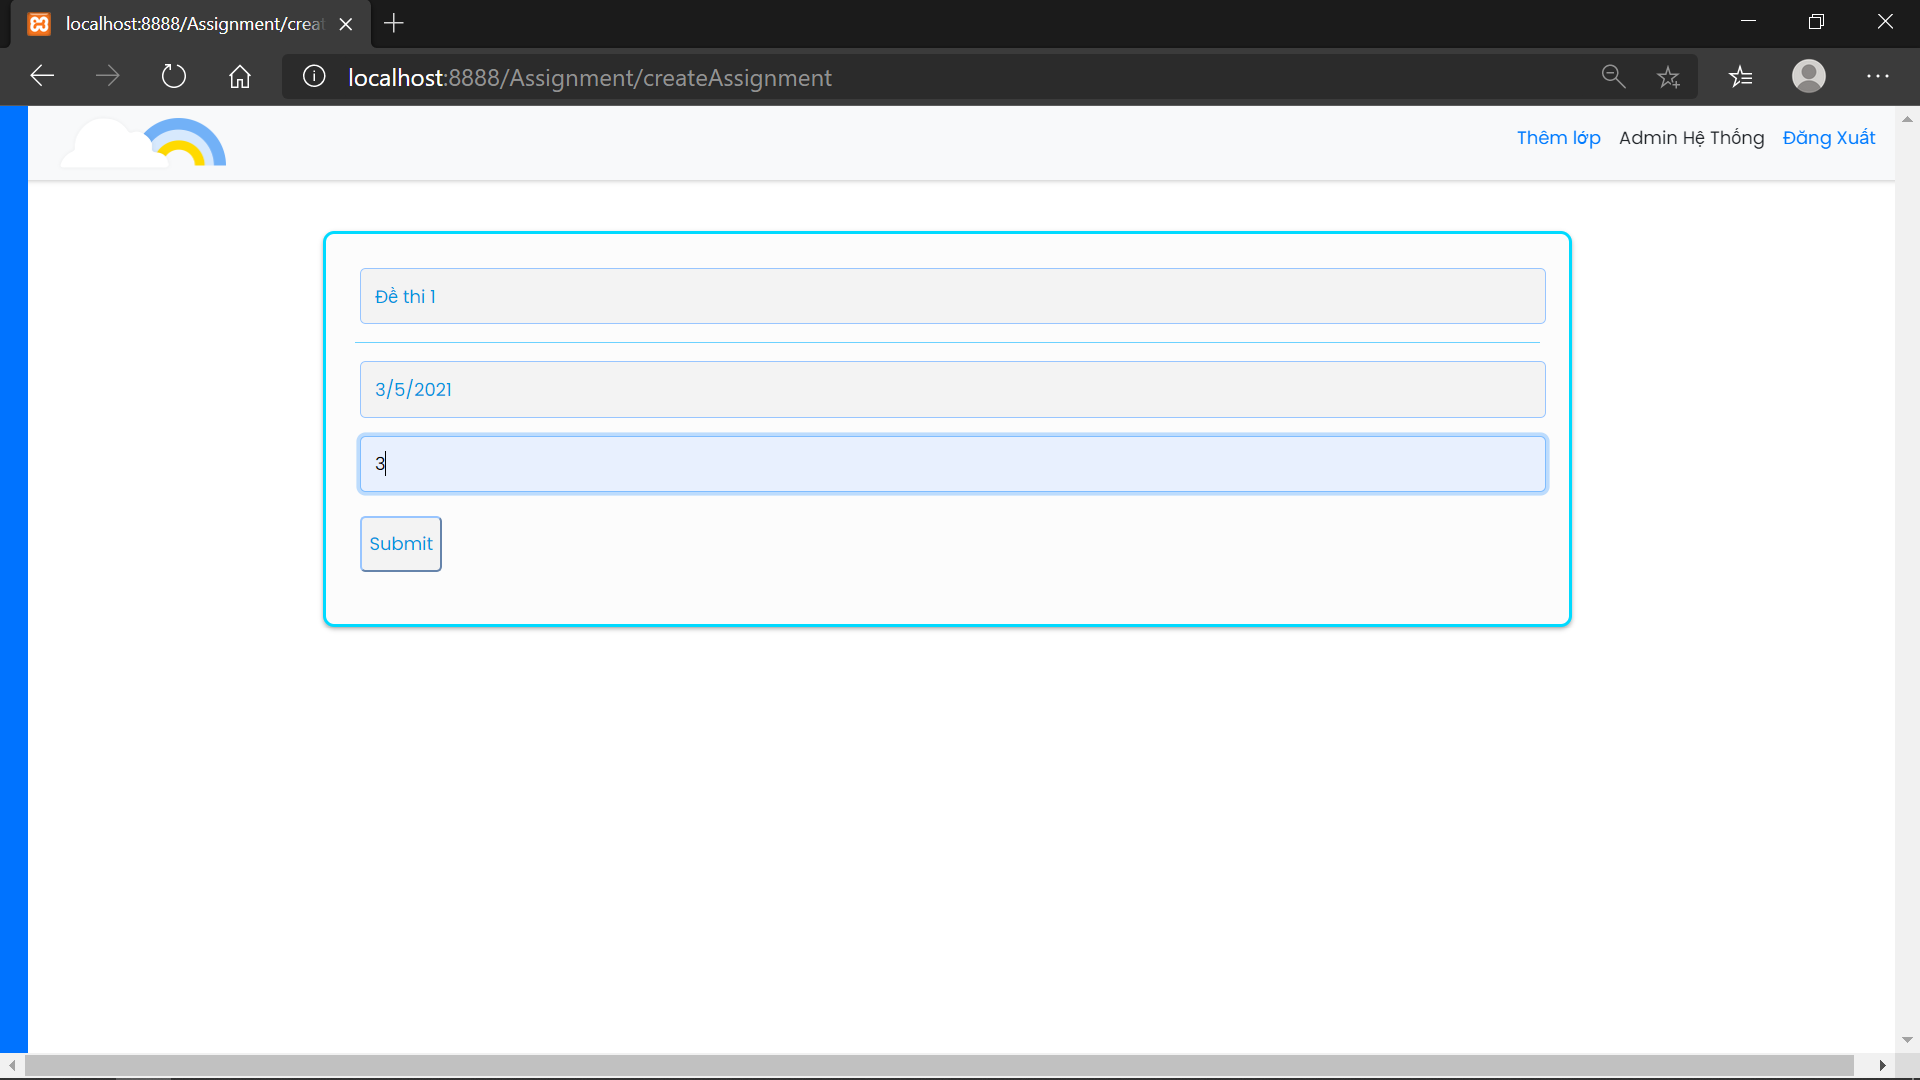 localhost:8888/Assignment/crea
localhost:8888/Assignment/createAssignment
Thêm lớp Admin Hệ Thống Đăng Xuất
Đề thi 1
3/5/2021
3
Submit